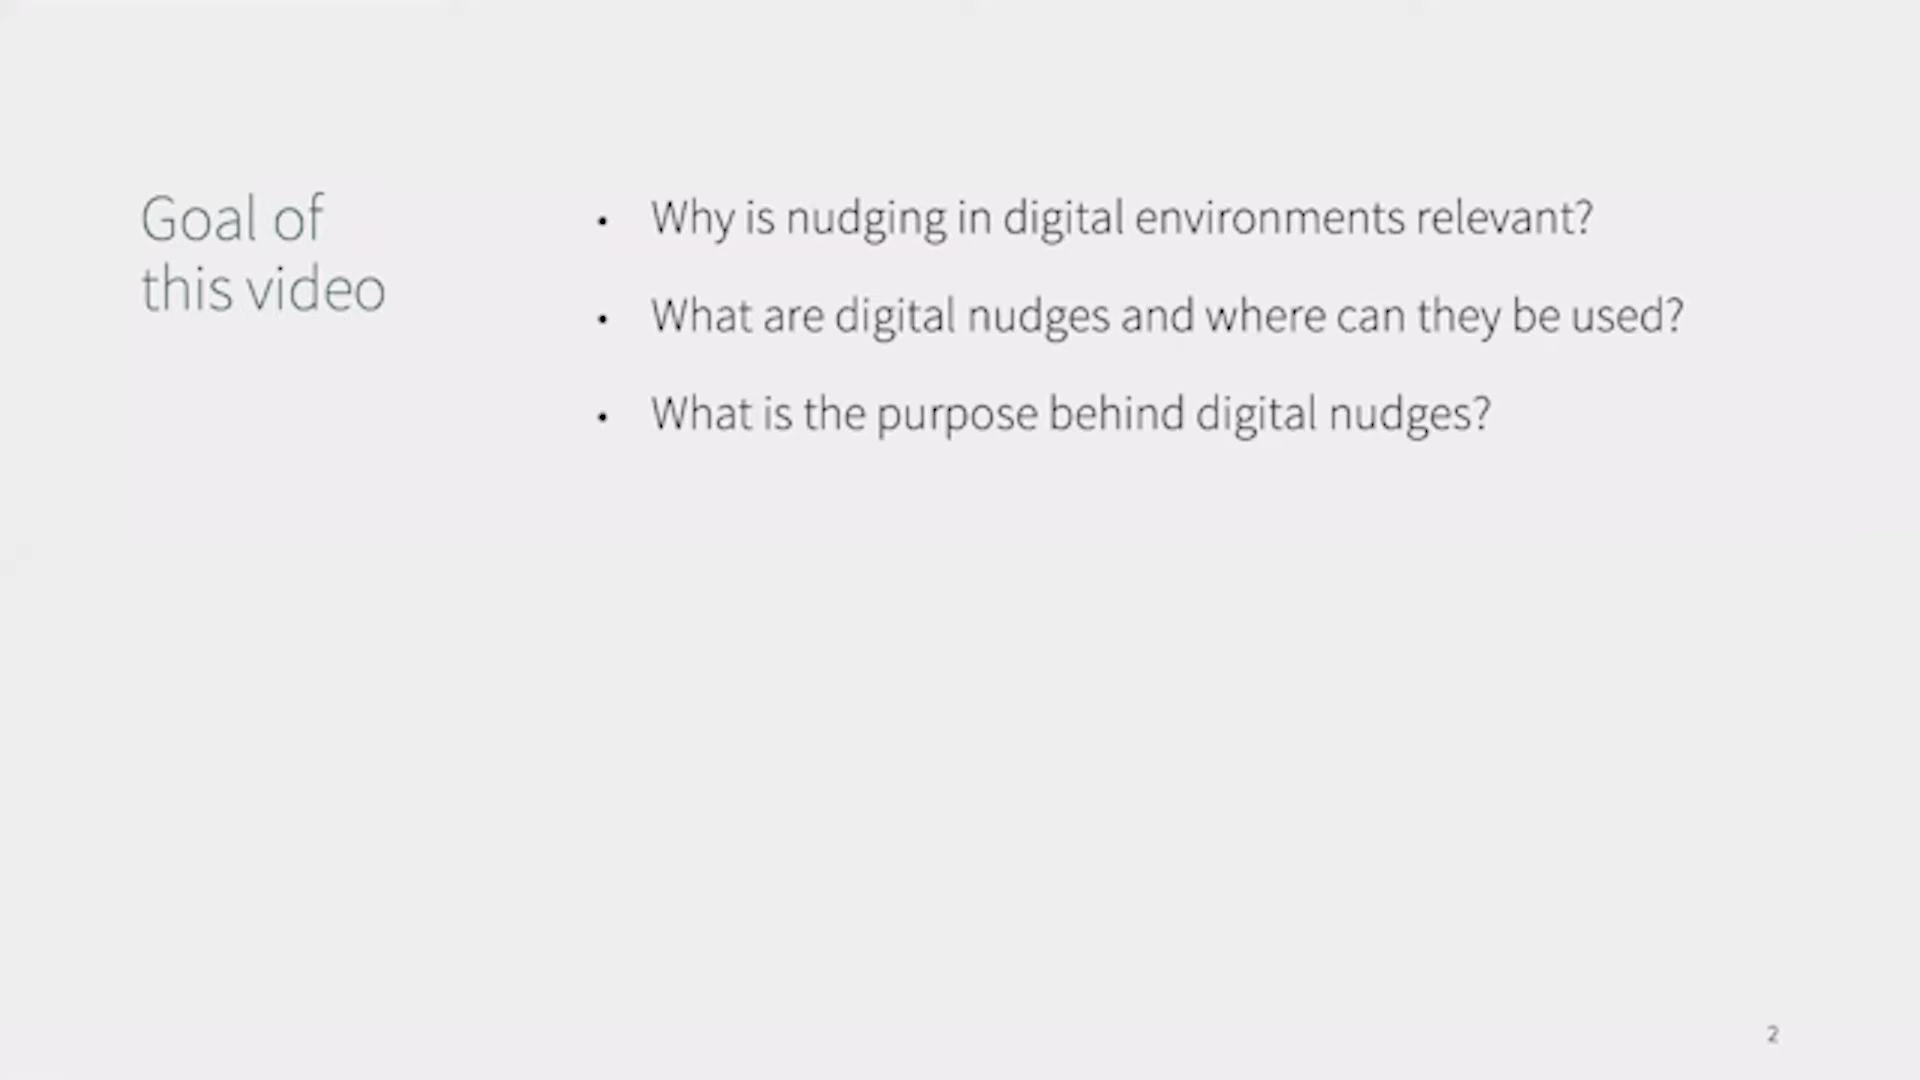 Goal of
this video
• Why is nudging in digital environments relevant?
• What are digital nudges and where can they be used?
• What is the purpose behind digital nudges?
2